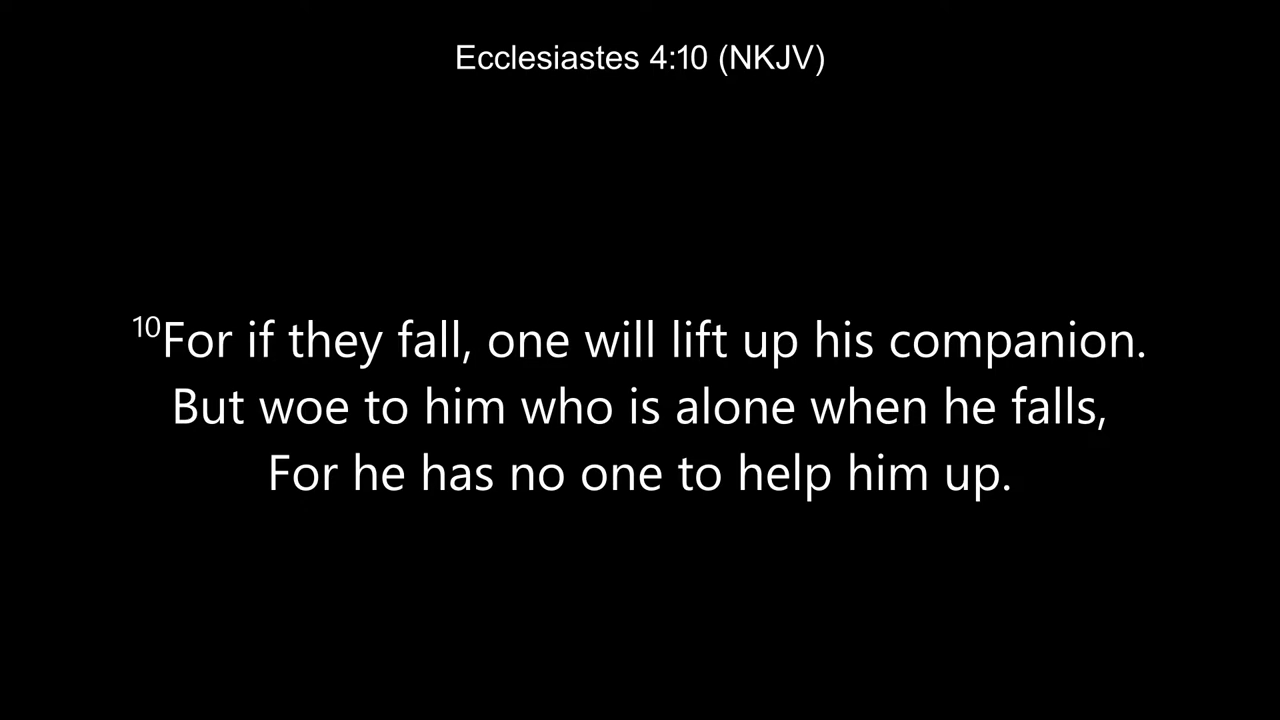 Ecclesiastes 4:10 (NKJV)
¹⁰For if they fall, one will lift up his companion.
But woe to him who is alone when he falls,
For he has no one to help him up.